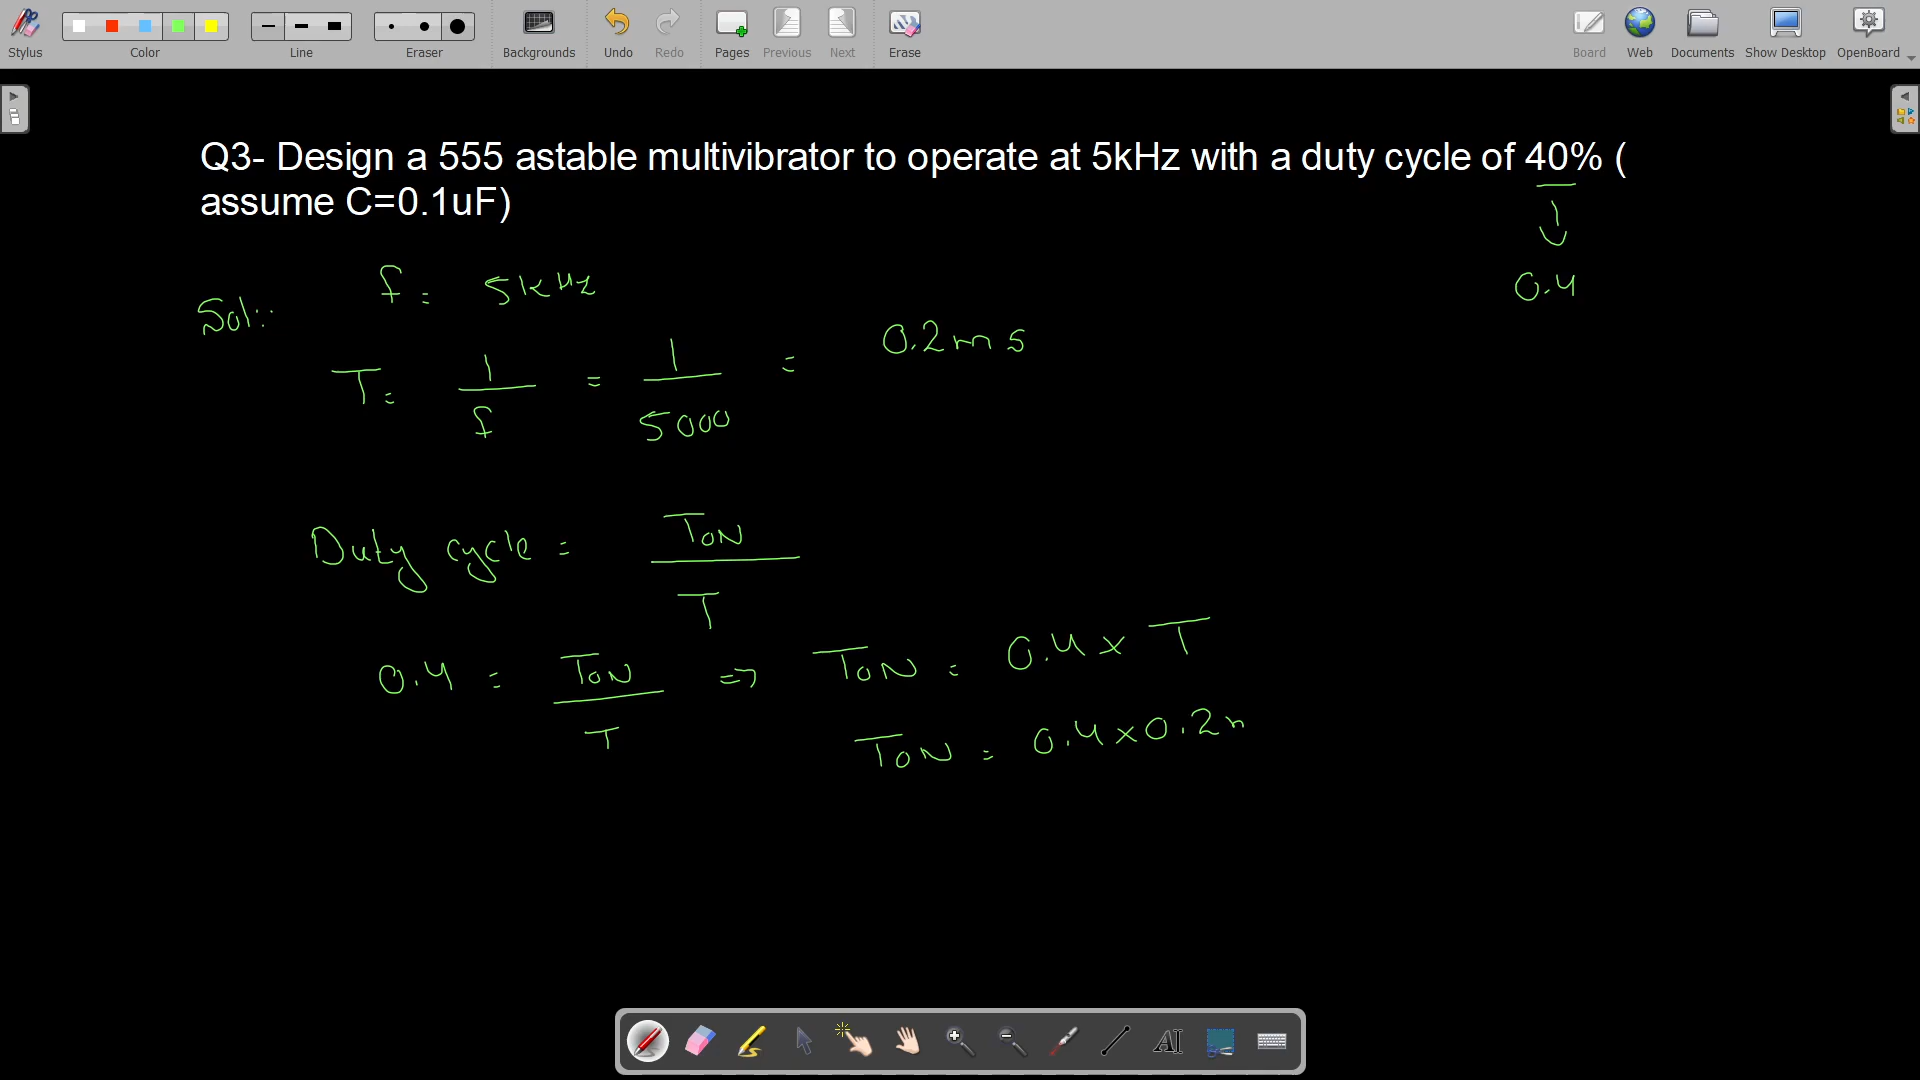 Stylus Color Line Eraser Backgrounds Undo Redo Pages Previous Next Erase Board Web Documents Show Desktop OpenBoard
Q3- Design a 555 astable multivibrator to operate at 5kHz with a duty cycle of 40% (
assume C=0.1uF)
0.4
Sol:. f = 5kHz
T = 1/f = 1/5000 = 0.2ms
Duty cycle = TON/T
0.4 = TON/T => TON = 0.4 x T
TON = 0.4x0.2
AI